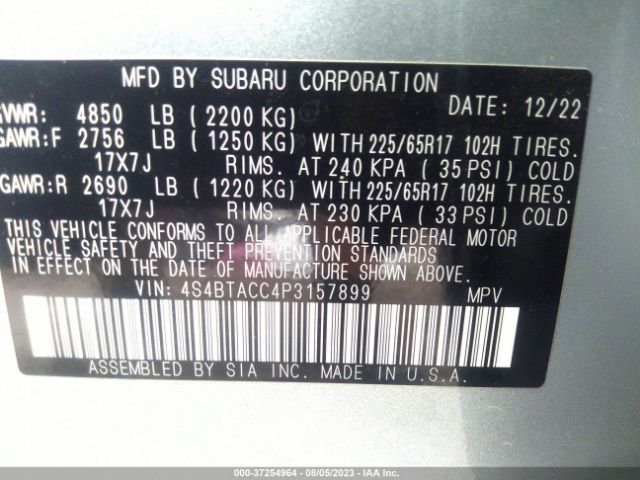 MFD BY SUBARU CORPORATION
GVWR: 4850 LB ( 2200 KG) DATE: 12/22
GAWR:F 2756 LB ( 1250 KG) WITH 225/65R17 102H TIRES.
17X7J RIMS. AT 240 KPA ( 35 PSI) COLD
GAWR:R 2690 LB ( 1220 KG) WITH 225/65R17 102H TIRES.
17X7J RIMS. AT 230 KPA ( 33 PSI) COLD
THIS VEHICLE CONFORMS TO ALL APPLICABLE FEDERAL MOTOR
VEHICLE SAFETY AND THEFT PREVENTION STANDARDS
IN EFFECT ON THE DATE OF MANUFACTURE SHOWN ABOVE.
VIN: 4S4BTACC4P3157899 MPV
ASSEMBLED BY SIA INC. MADE IN U.S.A.
000-37254964 - 08/05/2023 - IAA